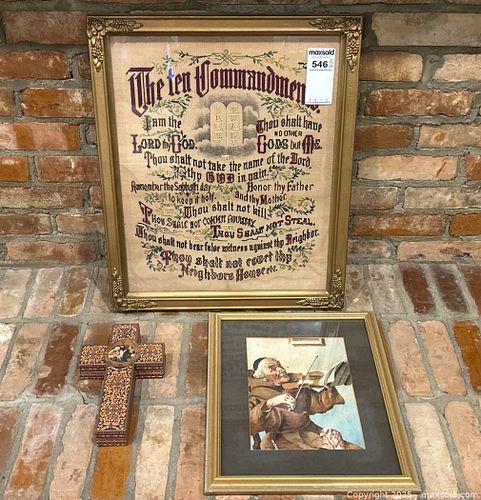 maxsold
546
The ten Commandments.
I am the
LORD thy GOD.
Thou shalt have
NO OTHER
GODS but ME.
Thou shalt not take the name of the Lord
thy GOD in vain.
Remember the Sabbath day
to keep it holy.
Honor thy Father
and thy Mother.
Thou shalt not kill
THOU SHALT NOT COMMIT ADULTERY.
THOU SHALT NOT STEAL,
Thou shalt not bear false witness against thy Neighbor.
Thou shalt not covet thy
Neighbors House etc.
Copyright © 2025 - maxsold.com